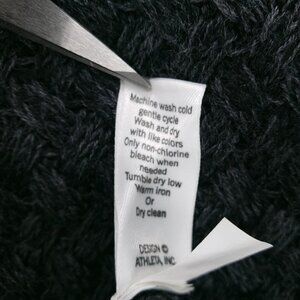 Machine wash cold
gentle cycle
Wash and dry
with like colors
Only non-chlorine
bleach when
needed
Tumble dry low
Warm iron
Or
Dry clean
DESIGN ©
ATHLETA, INC